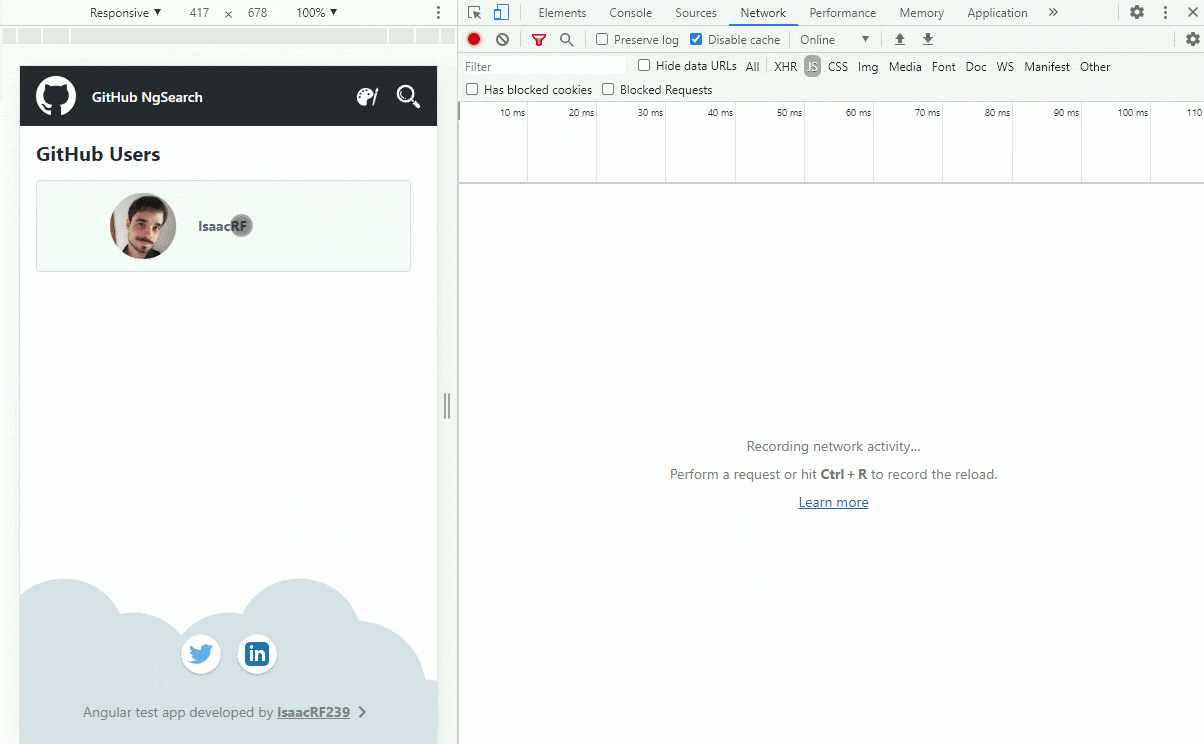 Responsive ▼ 417 × 678 100% ▼
Elements Console Sources Network Performance Memory Application »
Preserve log Disable cache Online ▼
Filter Hide data URLs All XHR JS CSS Img Media Font Doc WS Manifest Other
Has blocked cookies Blocked Requests
10 ms 20 ms 30 ms 40 ms 50 ms 60 ms 70 ms 80 ms 90 ms 100 ms 110
GitHub NgSearch
GitHub Users
IsaacRF
Recording network activity…
Perform a request or hit Ctrl + R to record the reload.
Learn more
in
Angular test app developed by IsaacRF239